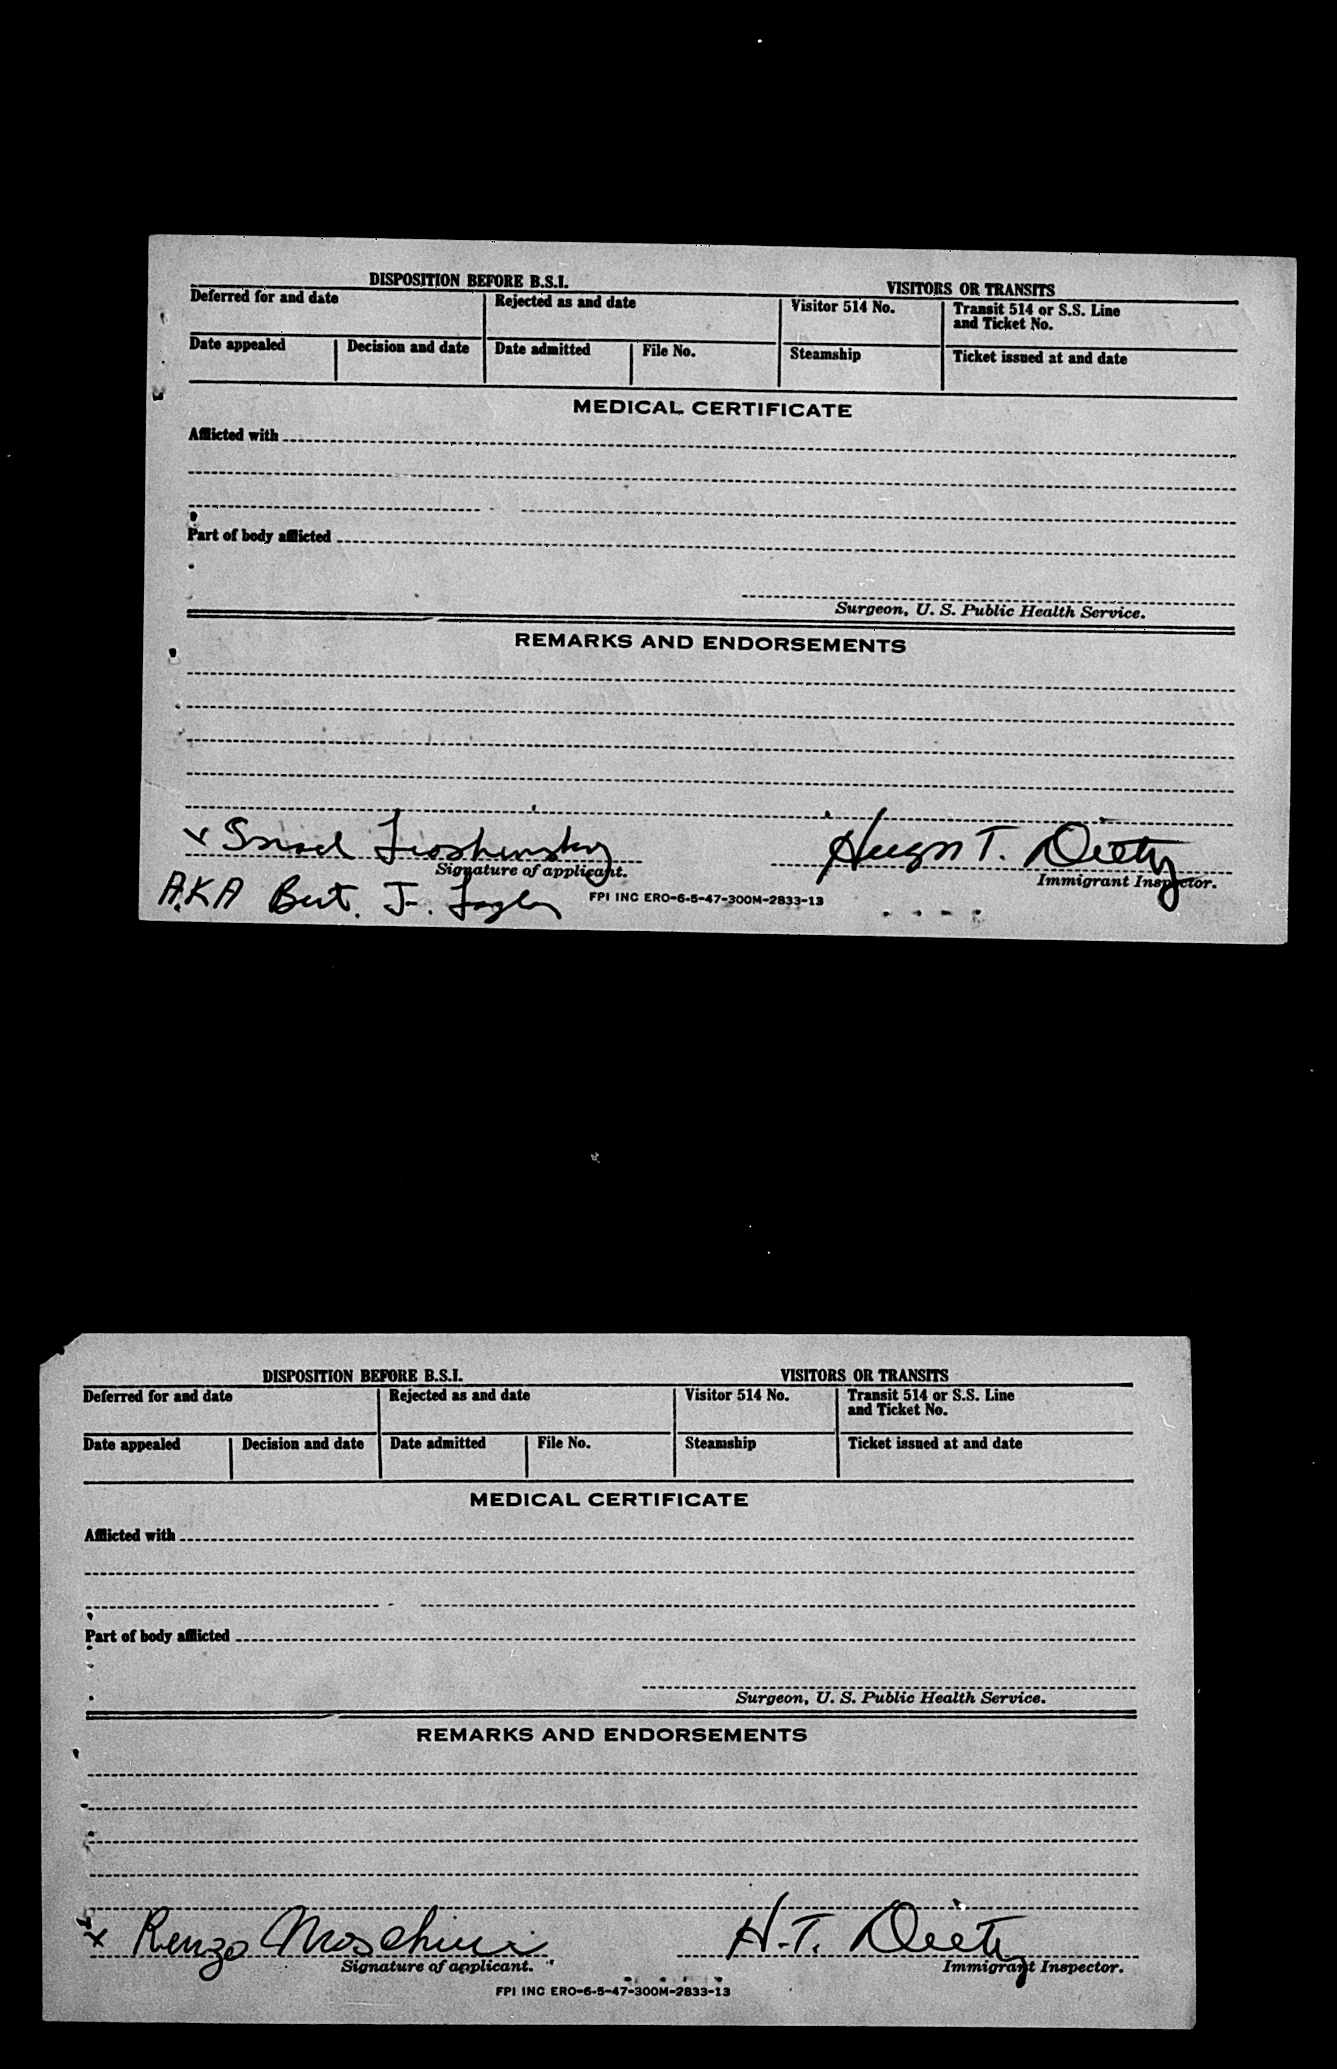 DISPOSITION BEFORE B.S.I. VISITORS OR TRANSITS
Deferred for and date Rejected as and date Visitor 514 No. Transit 514 or S.S. Line
and Ticket No.
Date appealed Decision and date Date admitted File No. Steamship Ticket issued at and date
MEDICAL CERTIFICATE
Afflicted with
Part of body afflicted
Surgeon, U. S. Public Health Service.
REMARKS AND ENDORSEMENTS
x Hugo T. Dietz
Signature of applicant. Immigrant Inspector.
A.K.A Bert. J.
FPI INC ERO-6-5-47-300M-2833-13
DISPOSITION BEFORE B.S.I. VISITORS OR TRANSITS
Deferred for and date Rejected as and date Visitor 514 No. Transit 514 or S.S. Line
and Ticket No.
Date appealed Decision and date Date admitted File No. Steamship Ticket issued at and date
MEDICAL CERTIFICATE
Afflicted with
Part of body afflicted
Surgeon, U. S. Public Health Service.
REMARKS AND ENDORSEMENTS
x Renzo Moschini H.T. Dietz
Signature of applicant. Immigrant Inspector.
FPI INC ERO-6-5-47-300M-2833-13